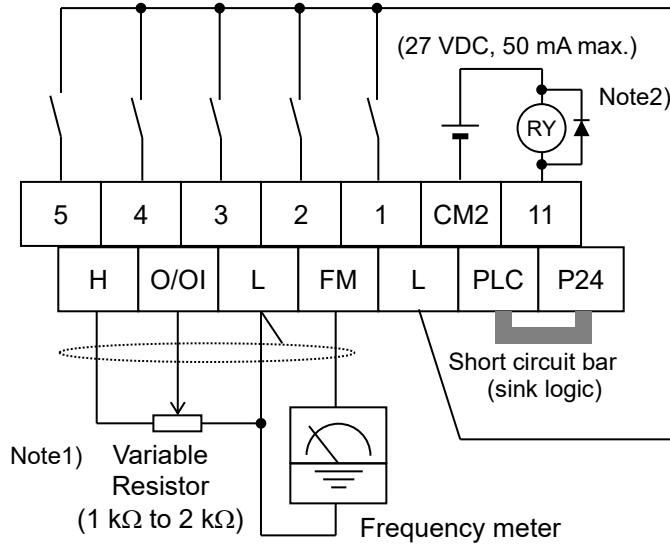 (27 VDC, 50 mA max.)
Note2)
RY
5 4 3 2 1 CM2 11
H O/OI L FM L PLC P24
Short circuit bar
(sink logic)
Note1)
Variable
Resistor
(1 kΩ to 2 kΩ)
Frequency meter